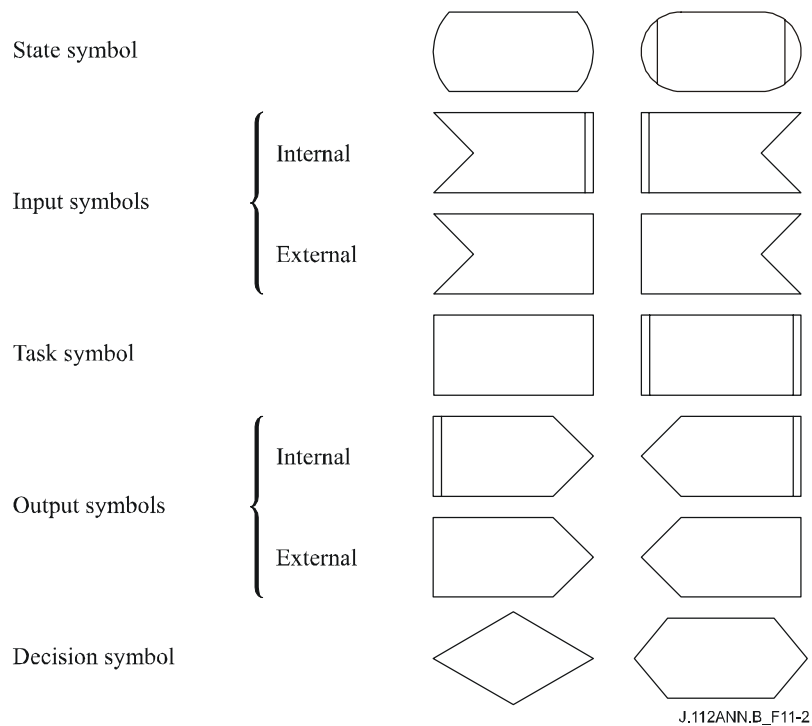 State symbol
Internal
Input symbols
External
Task symbol
Internal
Output symbols
External
Decision symbol
J.112ANN.B_F11-2